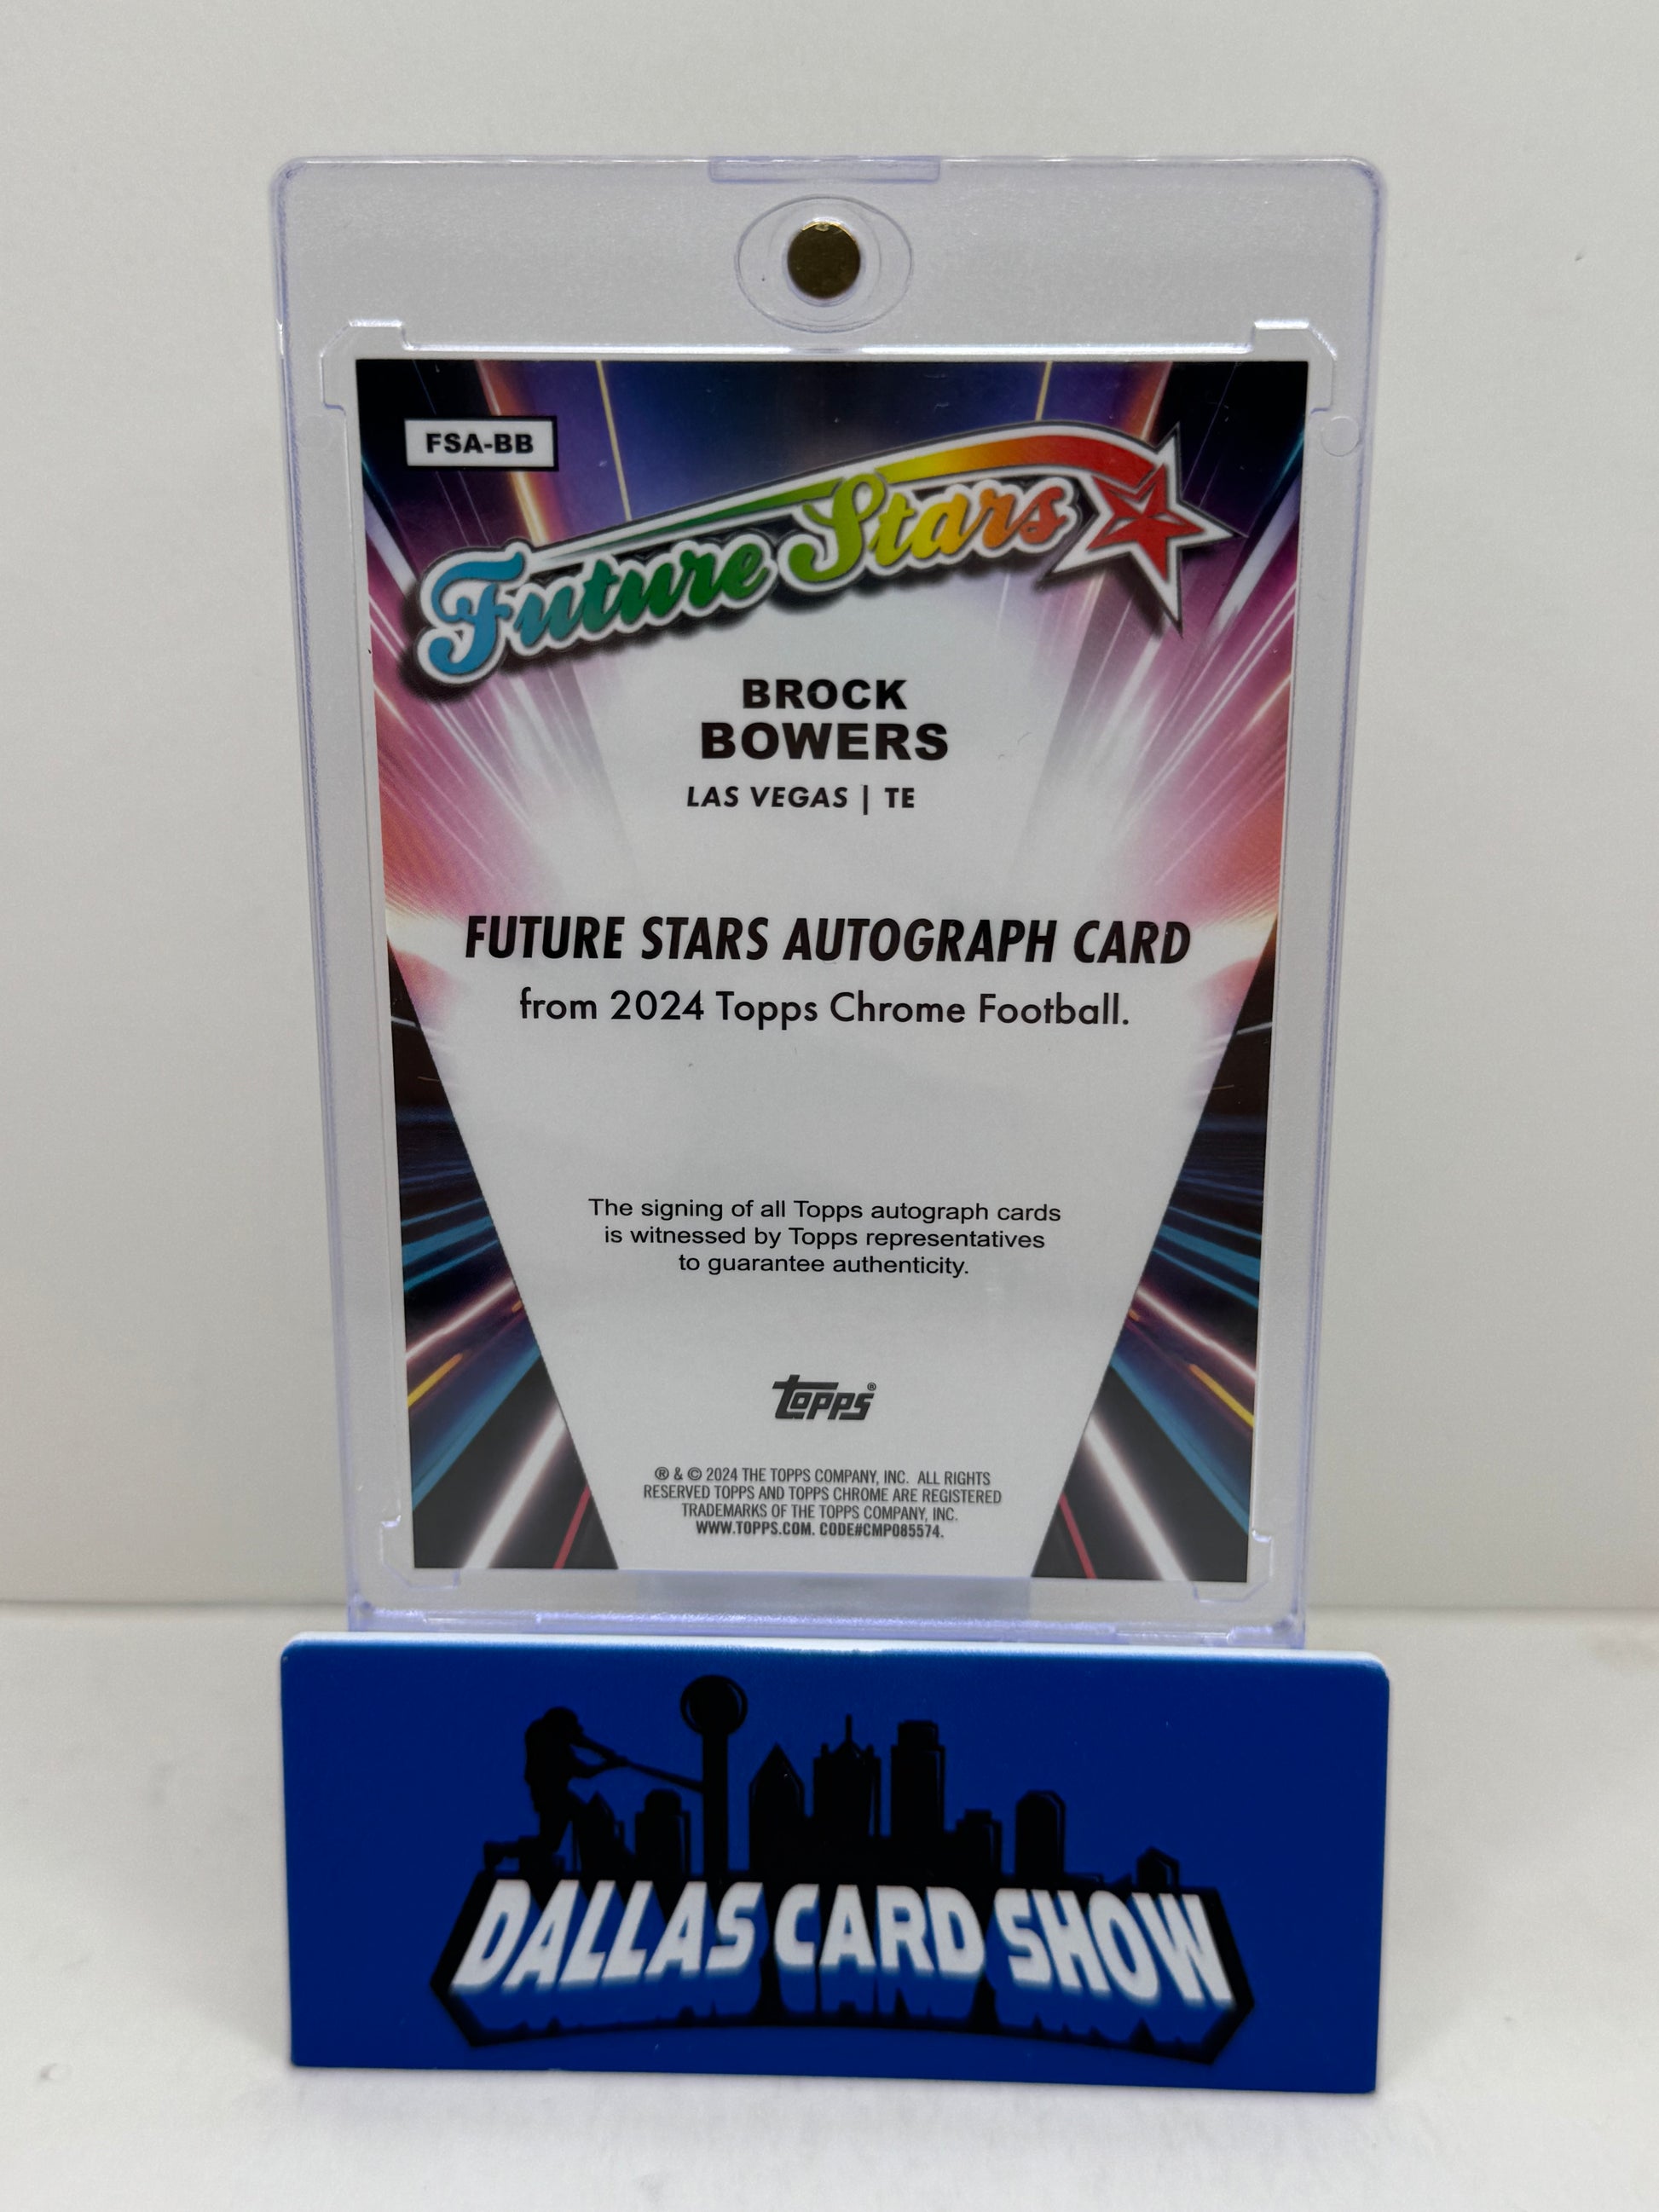 FSA-BB
Future Stars
BROCK
BOWERS
LAS VEGAS | TE
FUTURE STARS AUTOGRAPH CARD
from 2024 Topps Chrome Football.
The signing of all Topps autograph cards
is witnessed by Topps representatives
to guarantee authenticity.
topps®
® & © 2024 THE TOPPS COMPANY, INC. ALL RIGHTS
RESERVED TOPPS AND TOPPS CHROME ARE REGISTERED
TRADEMARKS OF THE TOPPS COMPANY, INC.
WWW.TOPPS.COM. CODE#CMP085574.
DALLAS CARD SHOW